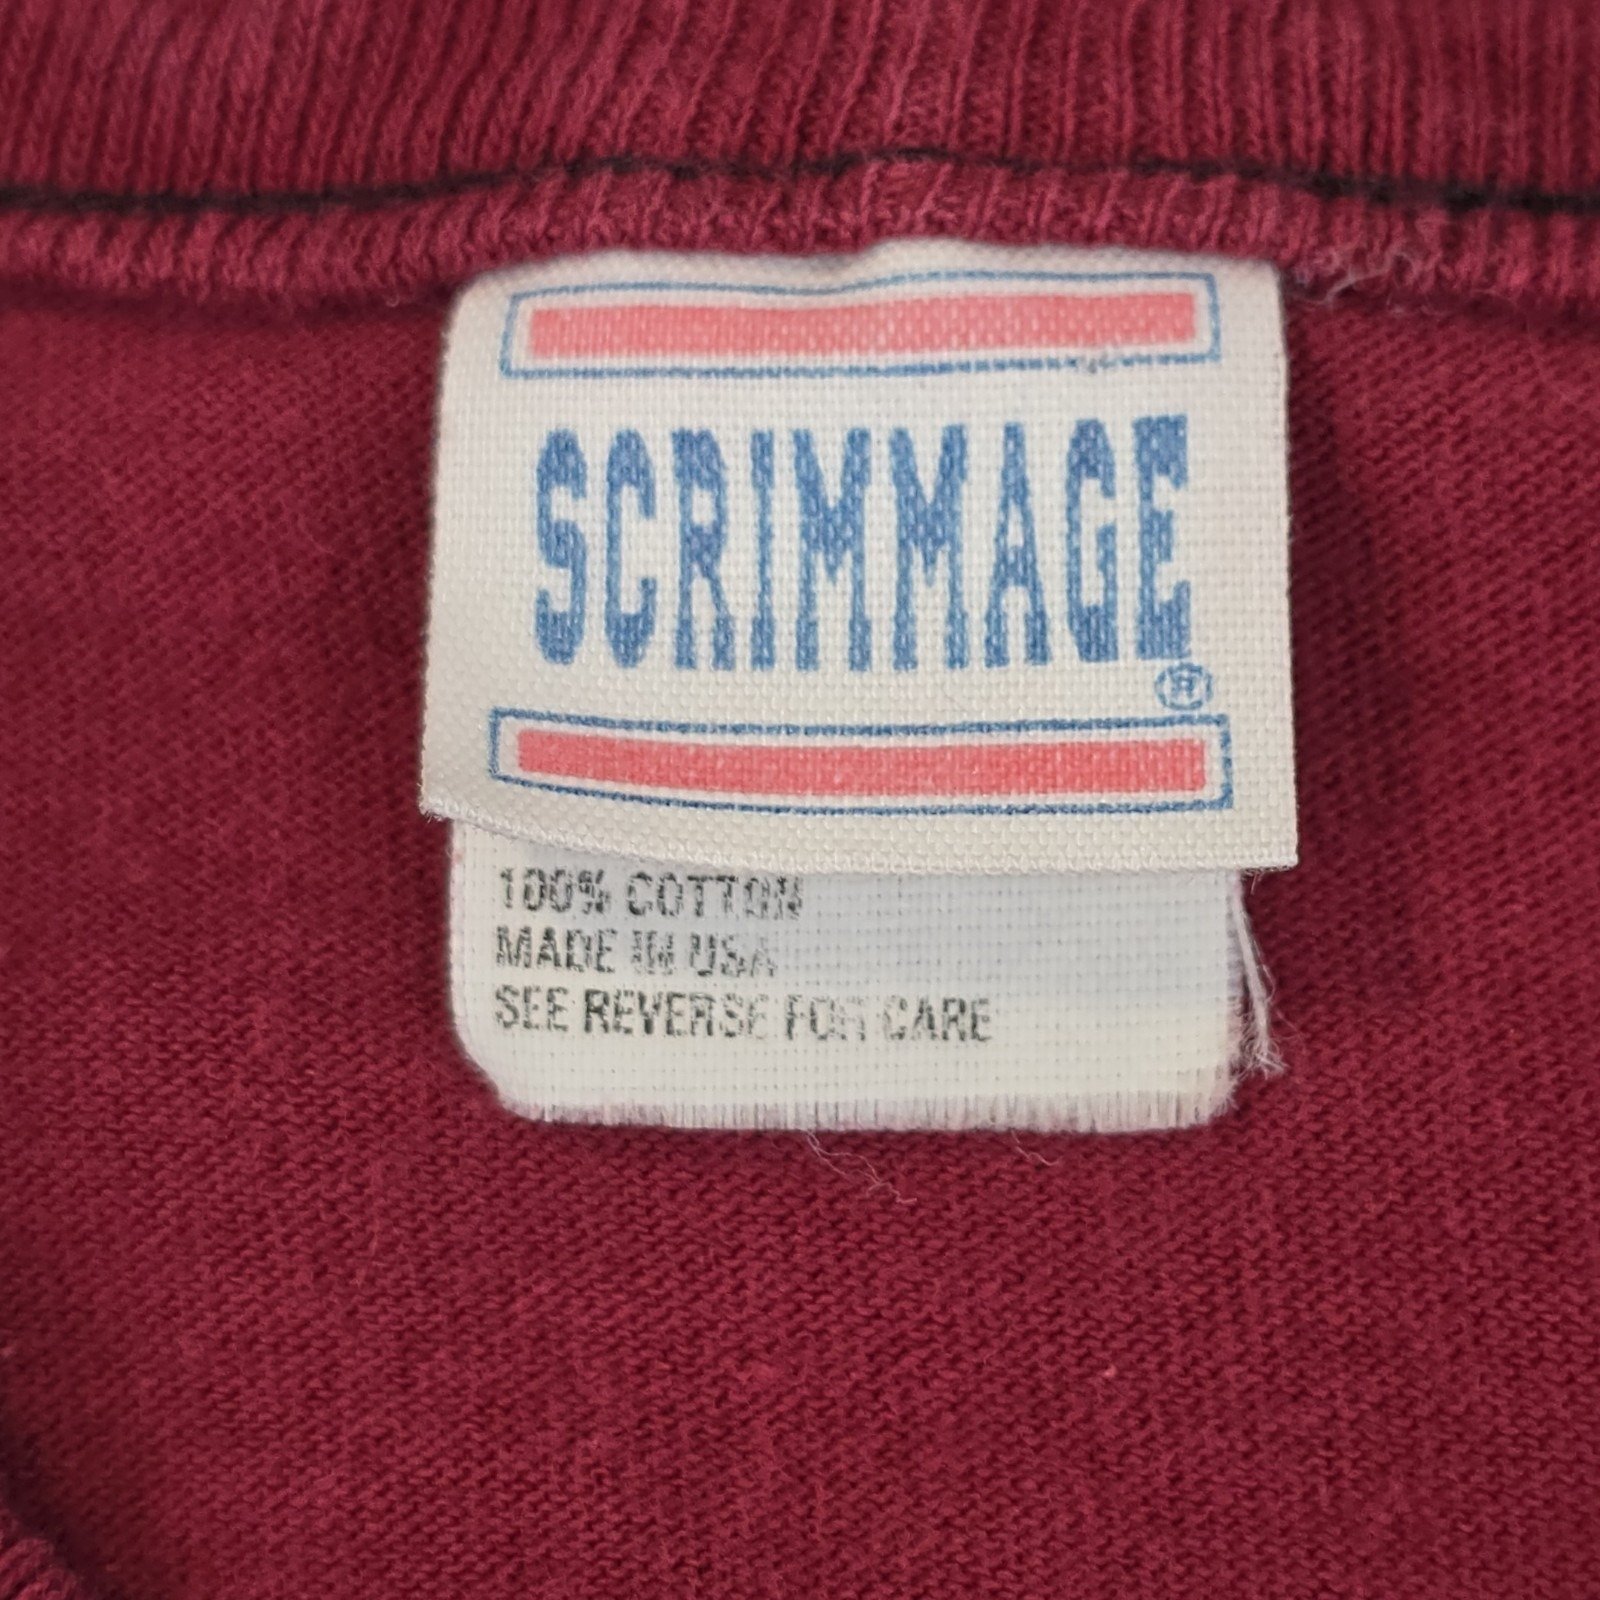 SCRIMMAGE
®
100% COTTON
MADE IN USA
SEE REVERSE FOR CARE